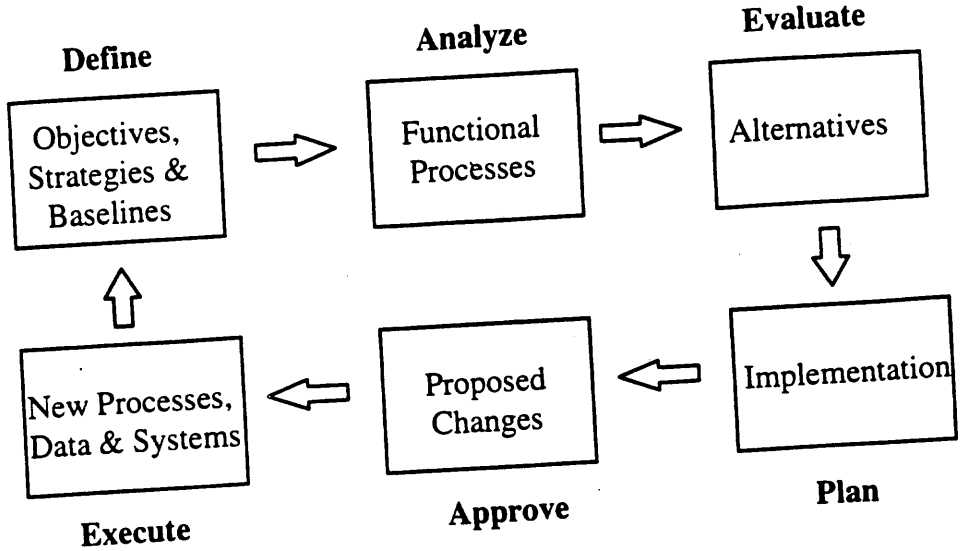 Define
Objectives,
Strategies &
Baselines
Analyze
Functional
Processes
Evaluate
Alternatives
Implementation
Plan
Proposed
Changes
Approve
New Processes,
Data & Systems
Execute